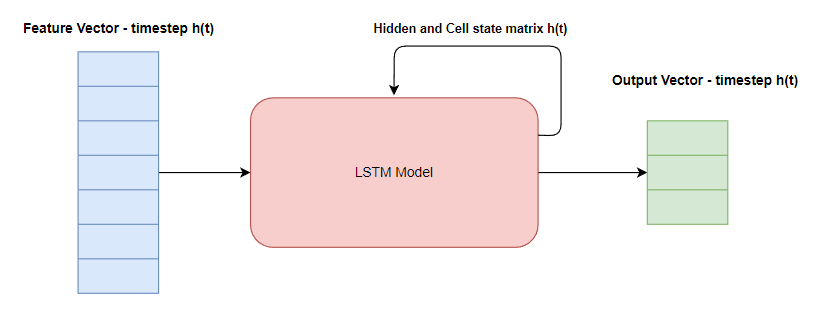 Feature Vector - timestep h(t)
Hidden and Cell state matrix h(t)
Output Vector - timestep h(t)
LSTM Model